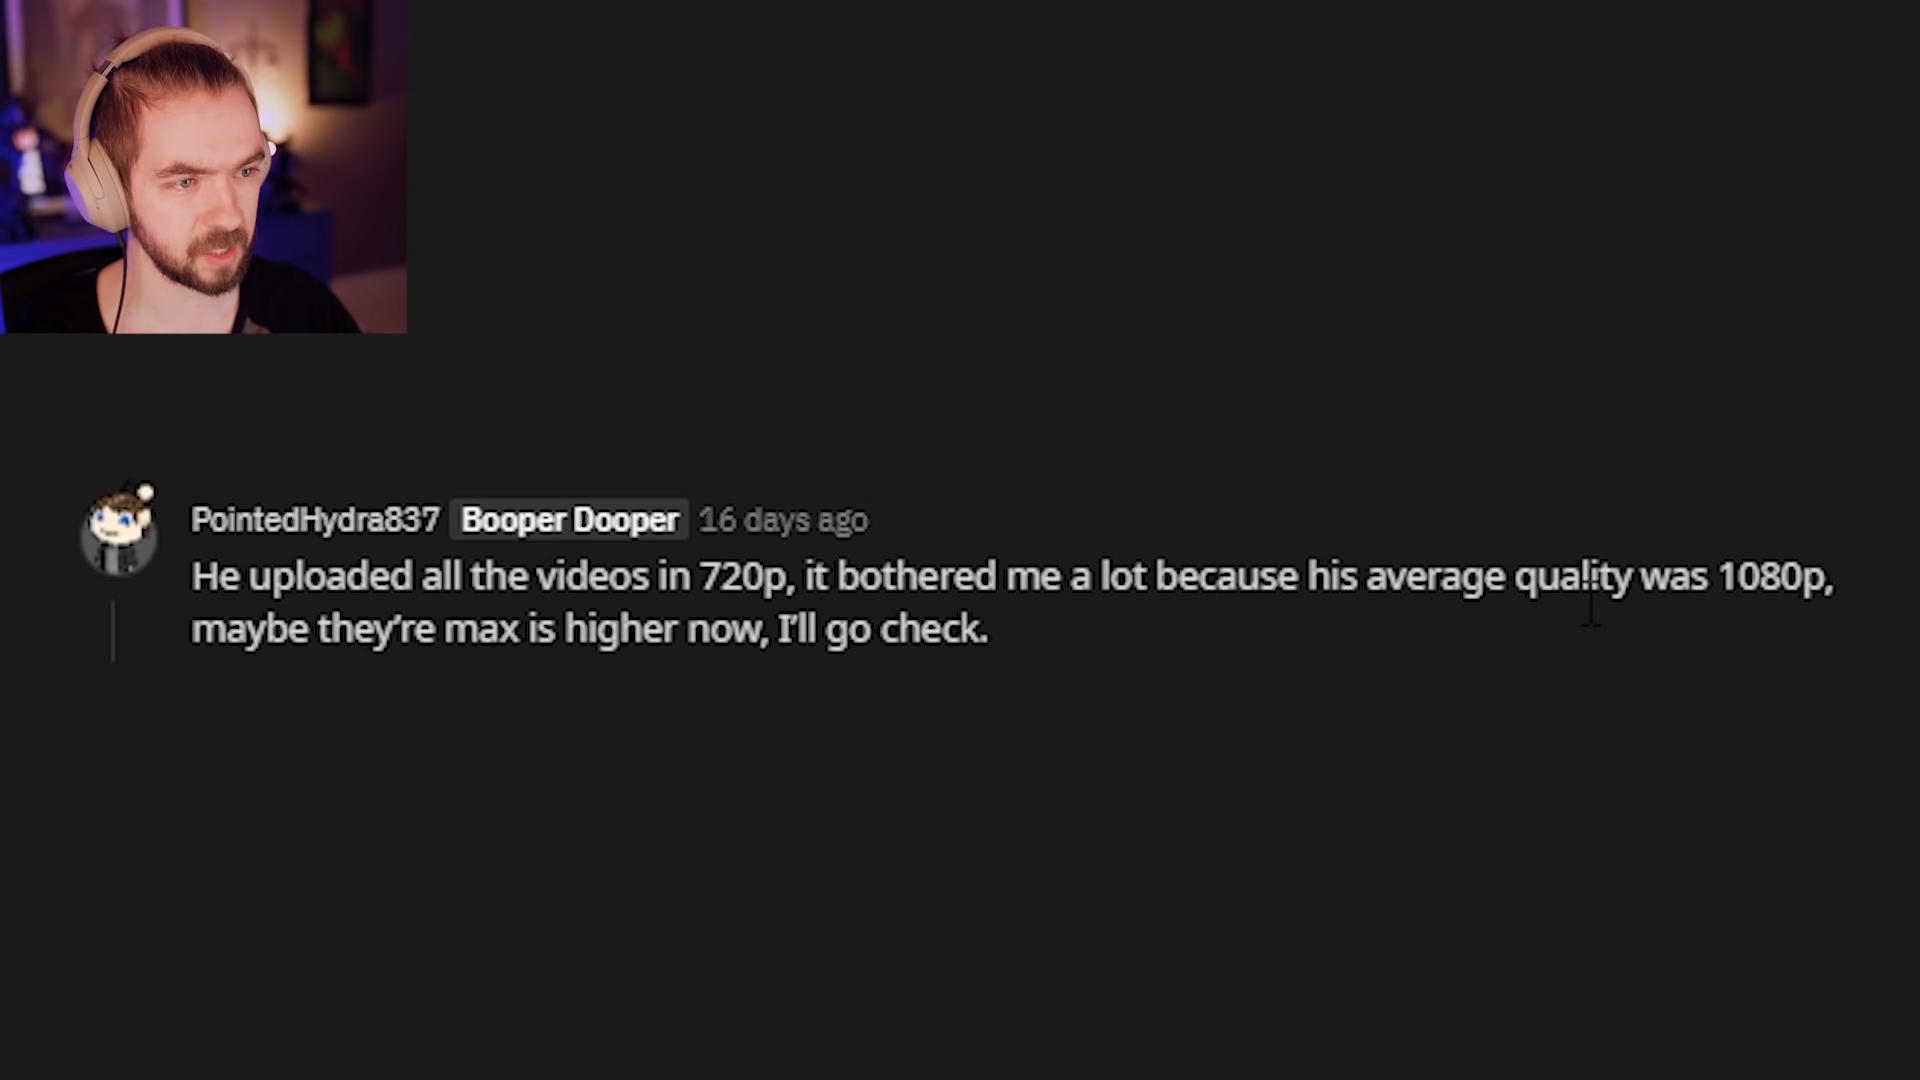 PointedHydra837 Booper Dooper 16 days ago
He uploaded all the videos in 720p, it bothered me a lot because his average quality was 1080p,
maybe they’re max is higher now, I’ll go check.